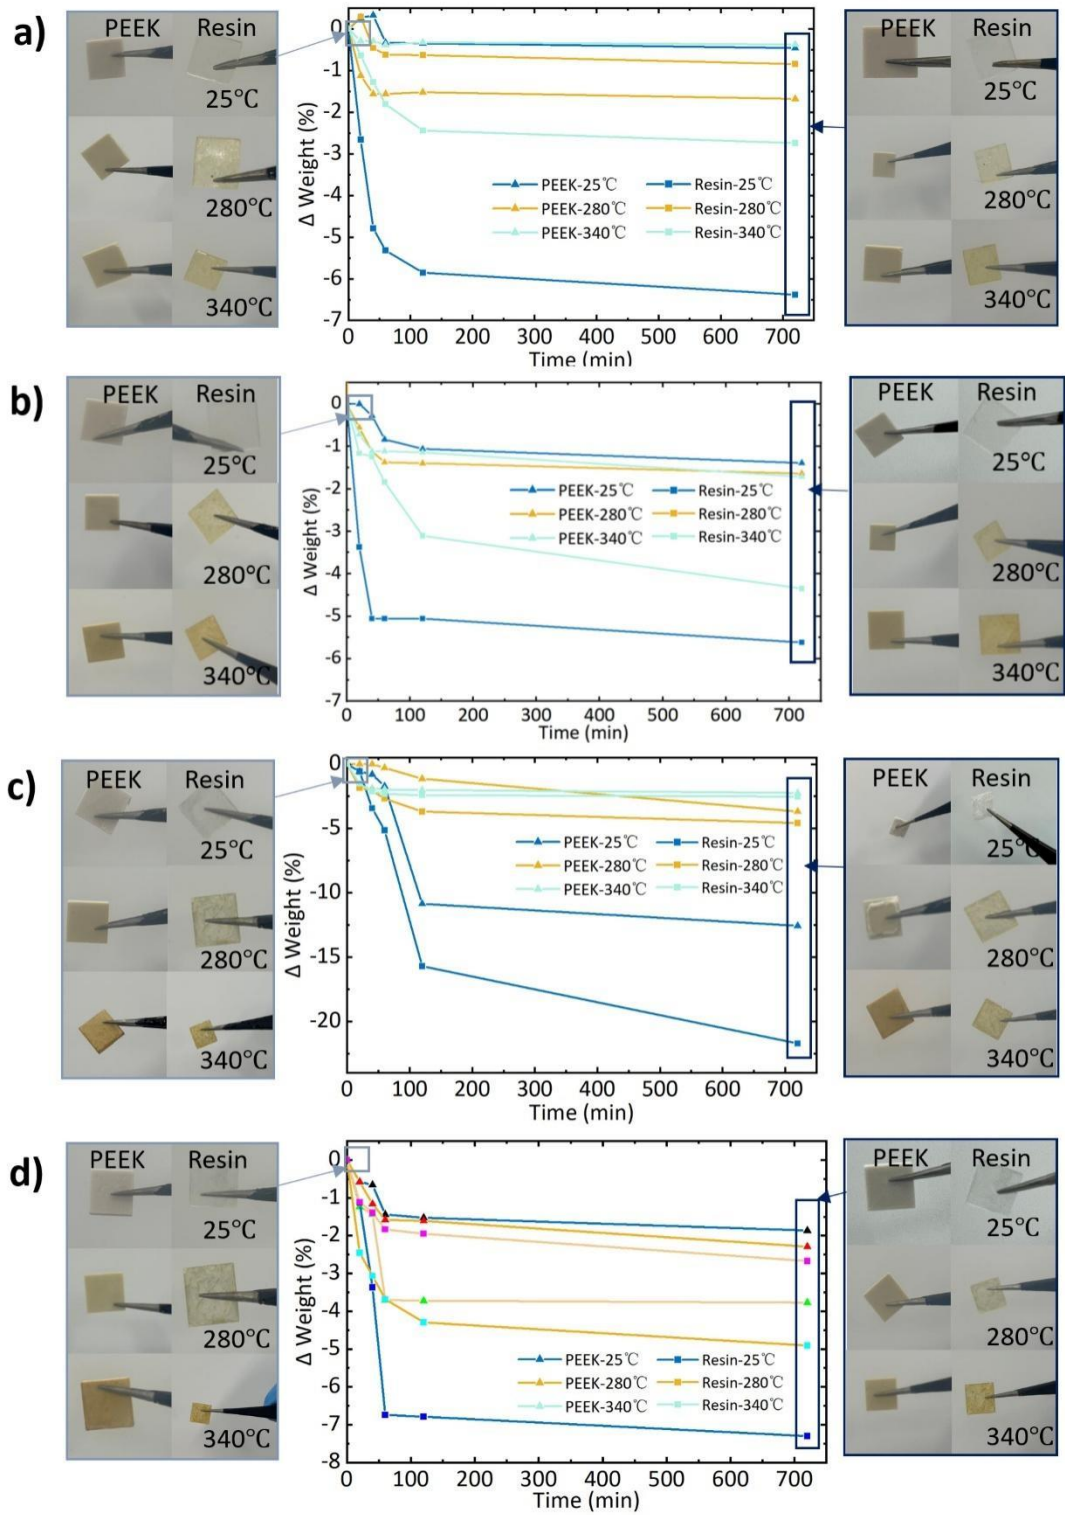 a)
PEEK Resin
25℃
280℃
340℃
0
-1
-2
-3
-4
-5
-6
-7
Δ Weight (%)
PEEK-25℃ Resin-25℃
PEEK-280℃ Resin-280℃
PEEK-340℃ Resin-340℃
0 100 200 300 400 500 600 700
Time (min)
PEEK Resin
25℃
280℃
340℃
b)
PEEK Resin
25℃
280℃
340℃
0
-1
-2
-3
-4
-5
-6
-7
Δ Weight (%)
PEEK-25℃ Resin-25℃
PEEK-280℃ Resin-280℃
PEEK-340℃ Resin-340℃
0 100 200 300 400 500 600 700
Time (min)
PEEK Resin
25℃
280℃
340℃
c)
PEEK Resin
25℃
280℃
340℃
0
-5
-10
-15
-20
Δ Weight (%)
PEEK-25℃ Resin-25℃
PEEK-280℃ Resin-280℃
PEEK-340℃ Resin-340℃
0 100 200 300 400 500 600 700
Time (min)
PEEK Resin
25℃
280℃
340℃
d)
PEEK Resin
25℃
280℃
340℃
0
-1
-2
-3
-4
-5
-6
-7
-8
Δ Weight (%)
PEEK-25℃ Resin-25℃
PEEK-280℃ Resin-280℃
PEEK-340℃ Resin-340℃
0 100 200 300 400 500 600 700
Time (min)
PEEK Resin
25℃
280℃
340℃